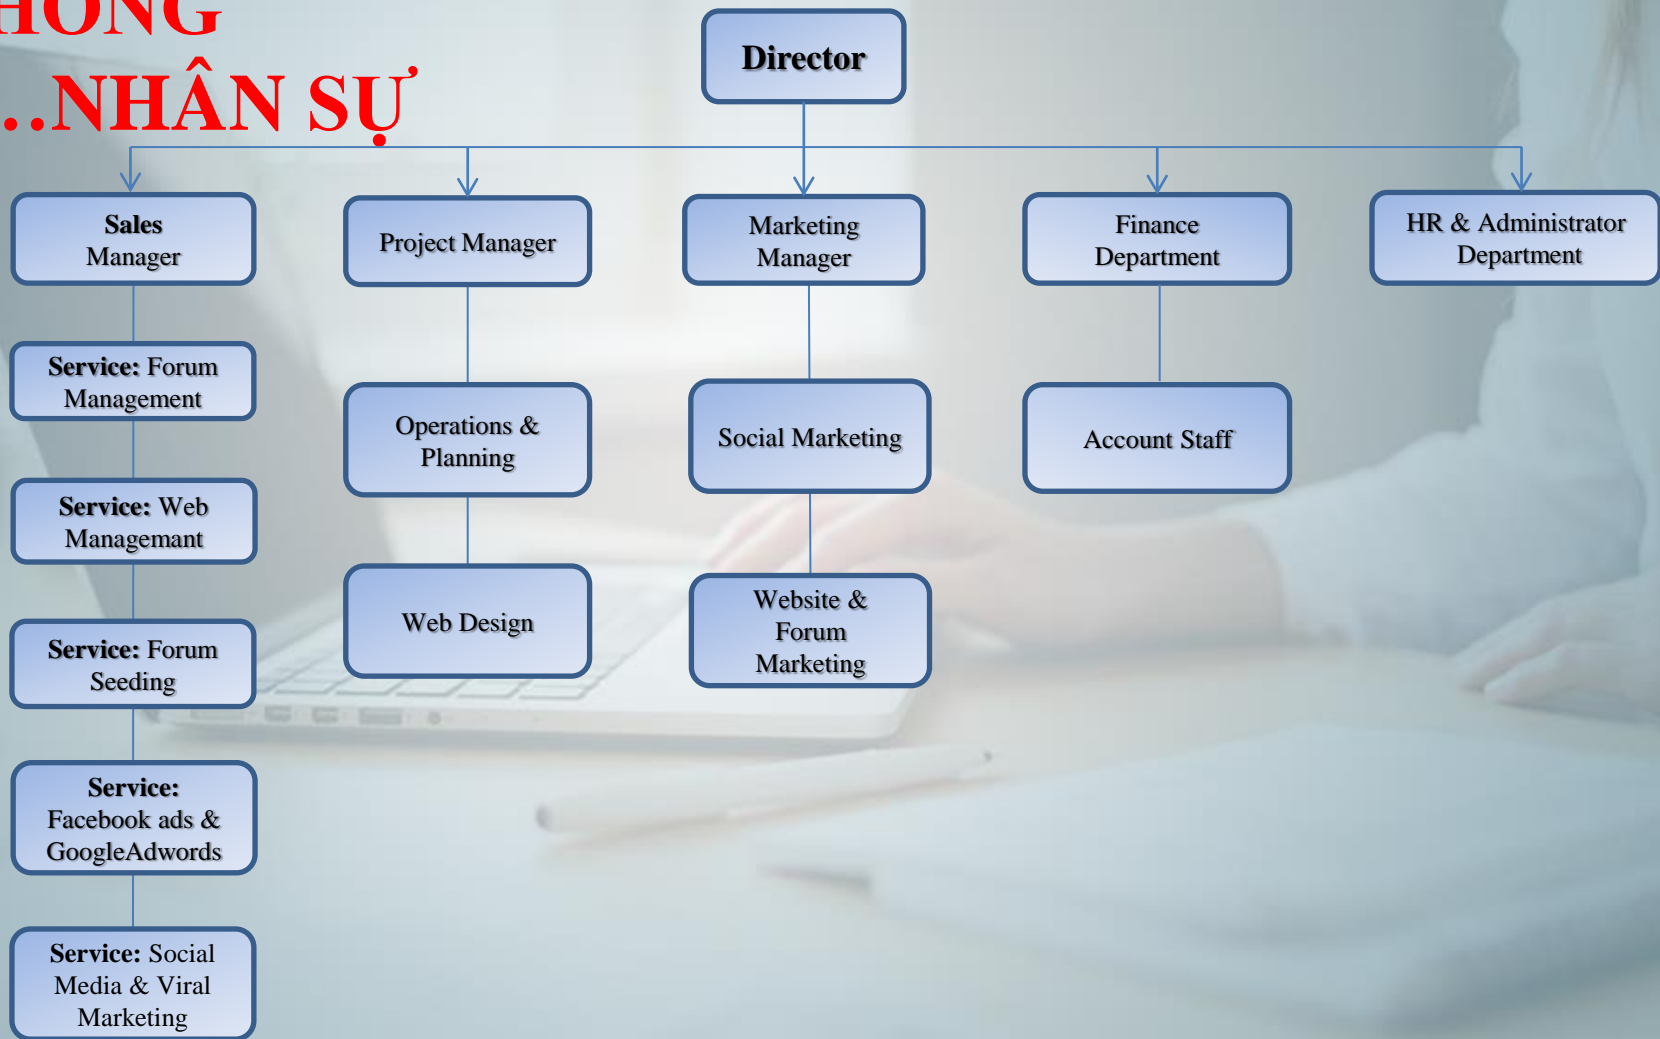 HỐNG
...NHÂN SỰ
Director
Sales
Manager
Project Manager
Marketing
Manager
Finance
Department
HR & Administrator
Department
Service: Forum
Management
Service: Web
Managemant
Service: Forum
Seeding
Service:
Facebook ads &
GoogleAdwords
Service: Social
Media & Viral
Marketing
Operations &
Planning
Web Design
Social Marketing
Website &
Forum
Marketing
Account Staff